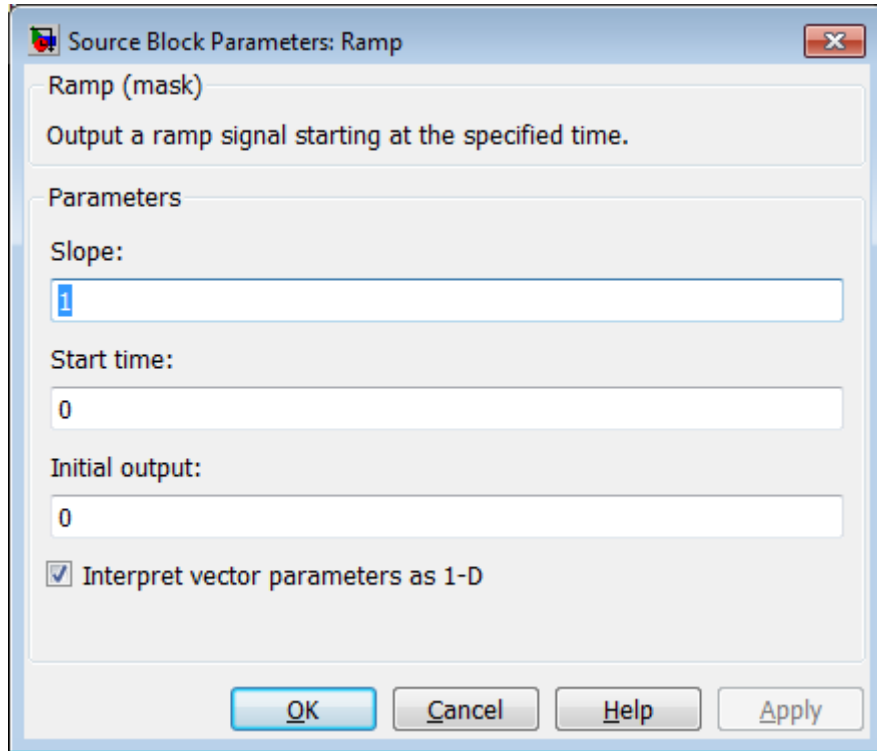 Source Block Parameters: Ramp
Ramp (mask)
Output a ramp signal starting at the specified time.
Parameters
Slope:
1
Start time:
0
Initial output:
0
Interpret vector parameters as 1-D
OK Cancel Help Apply